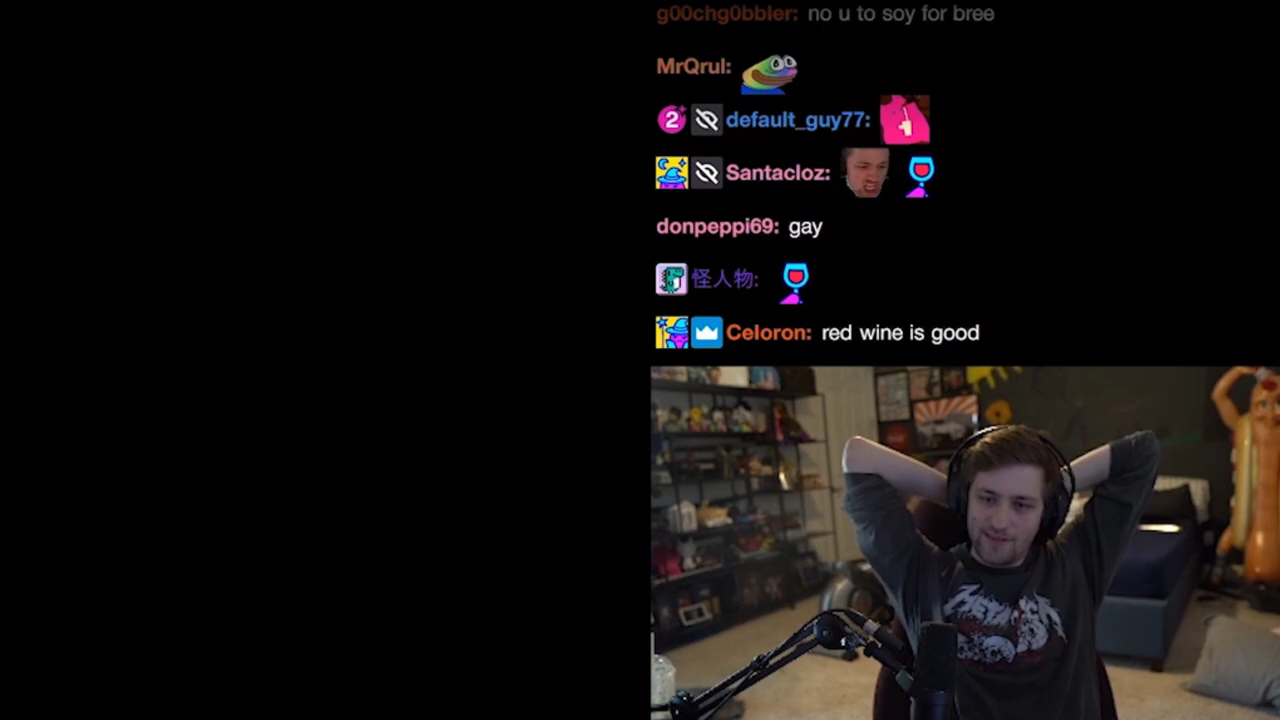 g00chg0bbler: no u to soy for bree
MrQrul:
2 default_guy77:
Santacloz:
donpeppi69: gay
怪人物:
Celoron: red wine is good
METALLICA